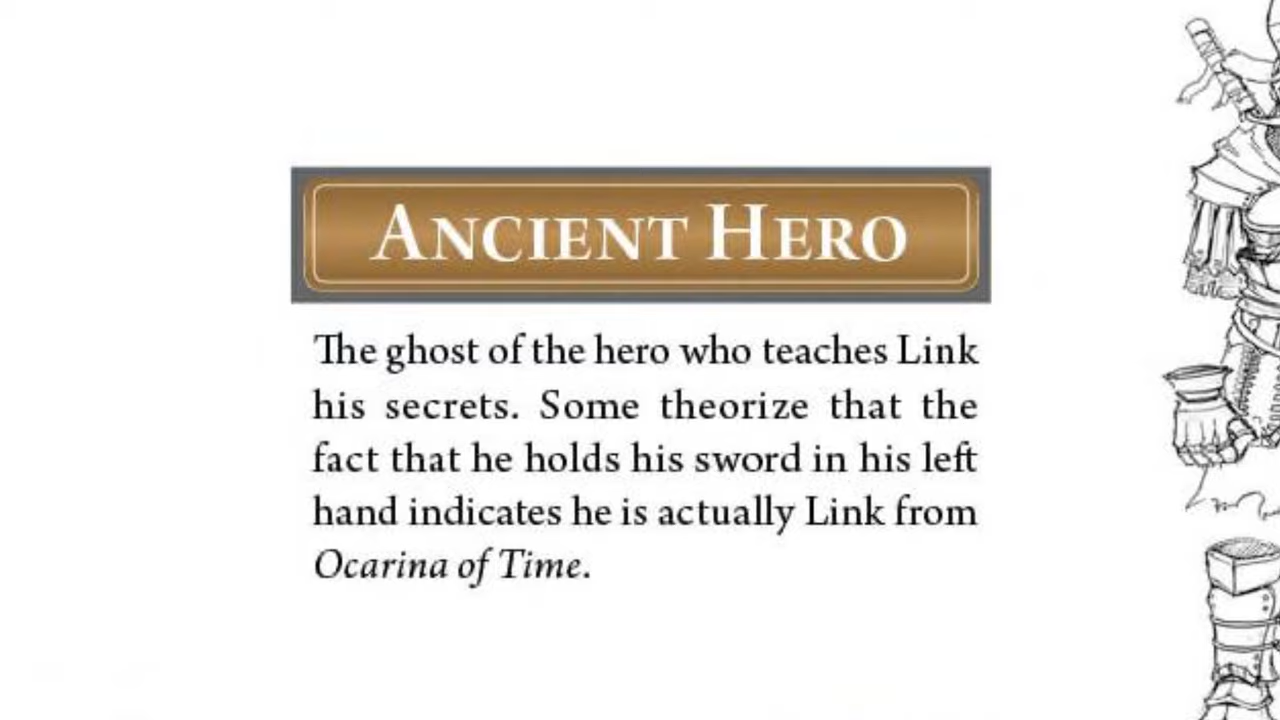 ANCIENT HERO
The ghost of the hero who teaches Link
his secrets. Some theorize that the
fact that he holds his sword in his left
hand indicates he is actually Link from
Ocarina of Time.